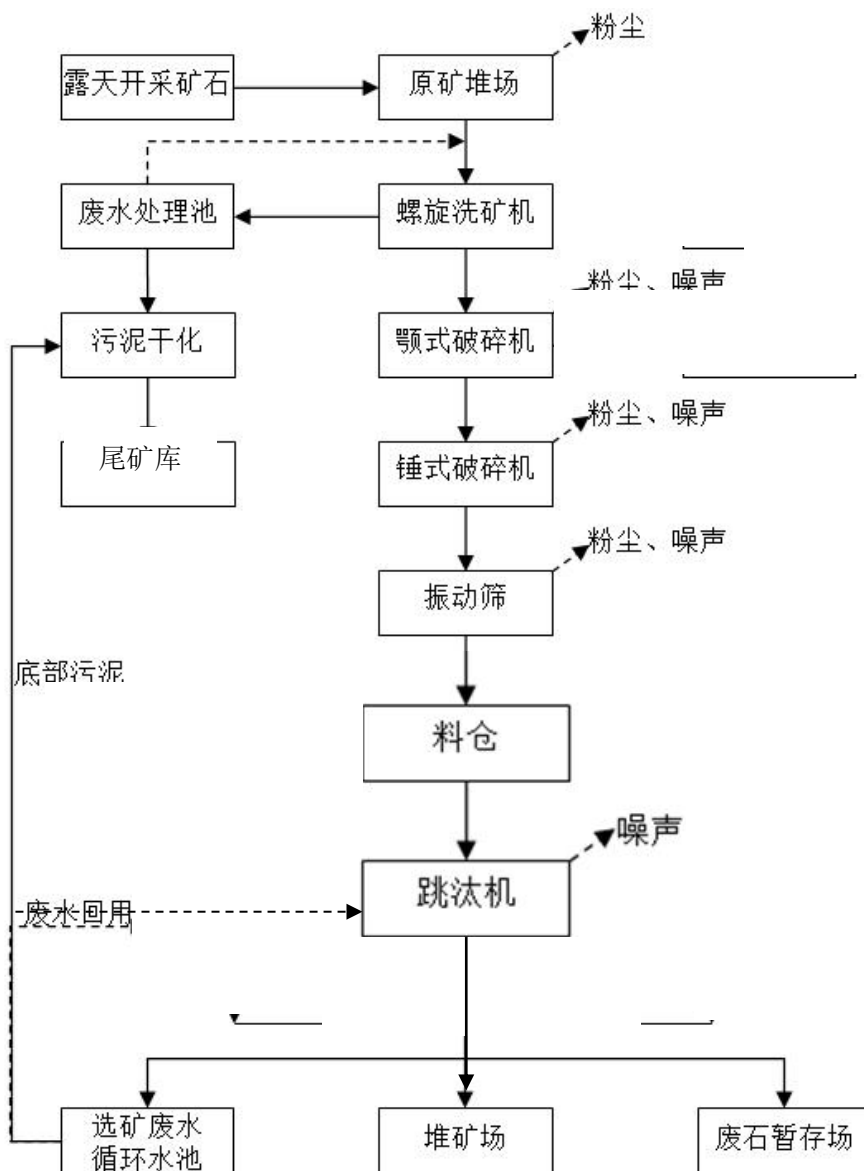 粉尘
露天开采矿石
原矿堆场
废水处理池
螺旋洗矿机
粉尘、噪声
污泥干化
颚式破碎机
粉尘、噪声
尾矿库
锤式破碎机
粉尘、噪声
振动筛
底部污泥
料仓
噪声
跳汰机
废水回用
选矿废水
循环水池
堆矿场
废石暂存场